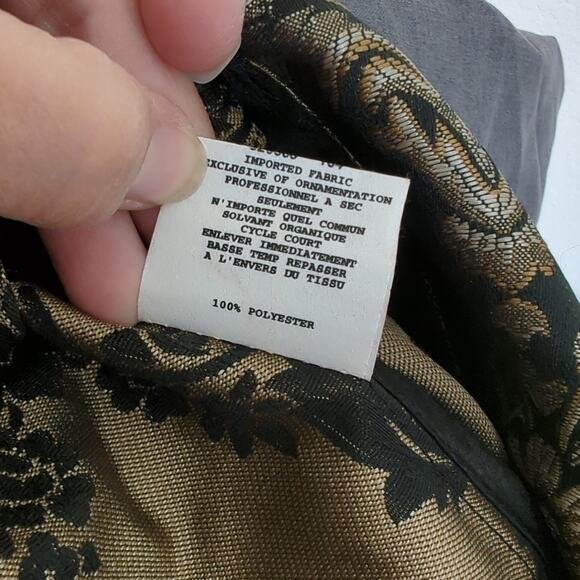 IMPORTED FABRIC
EXCLUSIVE OF ORNAMENTATION
PROFESSIONNEL A SEC
SEULEMENT
N'IMPORTE QUEL COMMUN
SOLVANT ORGANIQUE
CYCLE COURT
ENLEVER IMMEDIATEMENT
BASSE TEMP REPASSER
A L'ENVERS DU TISSU
100% POLYESTER